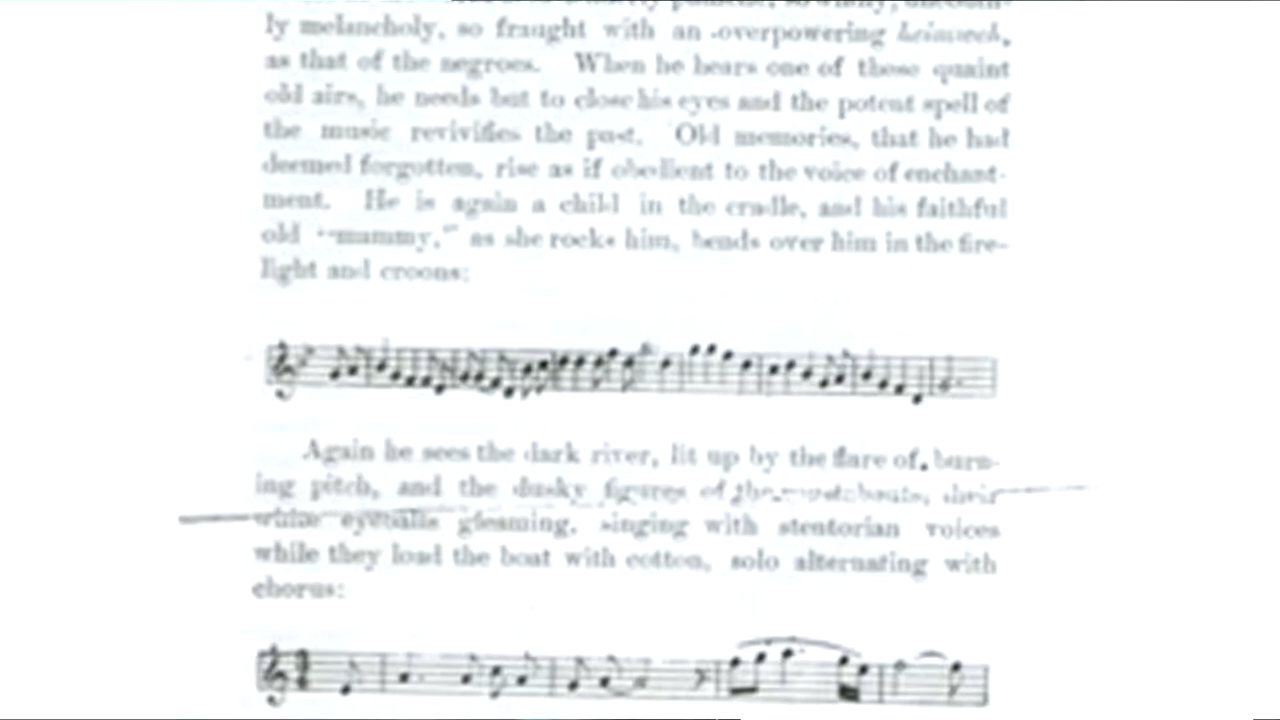 ly melancholy, so fraught with an overpowering heimweh,
as that of the negroes. When he hears one of these quaint
old airs, he needs but to close his eyes and the potent spell of
the music revivifies the past. Old memories, that he had
deemed forgotten, rise as if obedient to the voice of enchant-
ment. He is again a child in the cradle, and his faithful
old "mammy," as she rocks him, bends over him in the fire-
light and croons:
Again he sees the dark river, lit up by the flare of burn-
ing pitch, and the dusky figures of the their
white eyeballs gleaming, singing with stentorian voices
while they load the boat with cotton, solo alternating with
chorus: